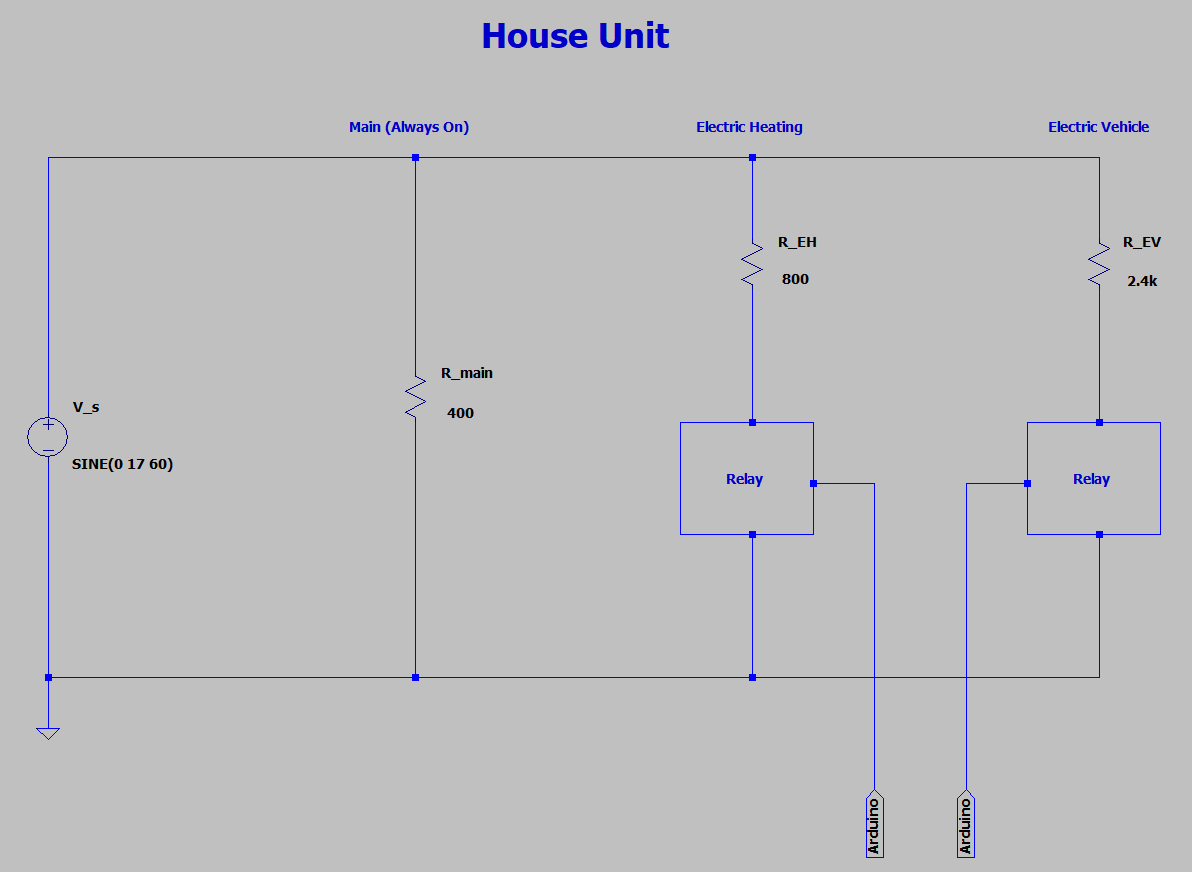 House Unit
Main (Always On)
Electric Heating
Electric Vehicle
R_EH
800
R_EV
2.4k
R_main
400
V_s
SINE(0 17 60)
Relay
Relay
Arduino
Arduino